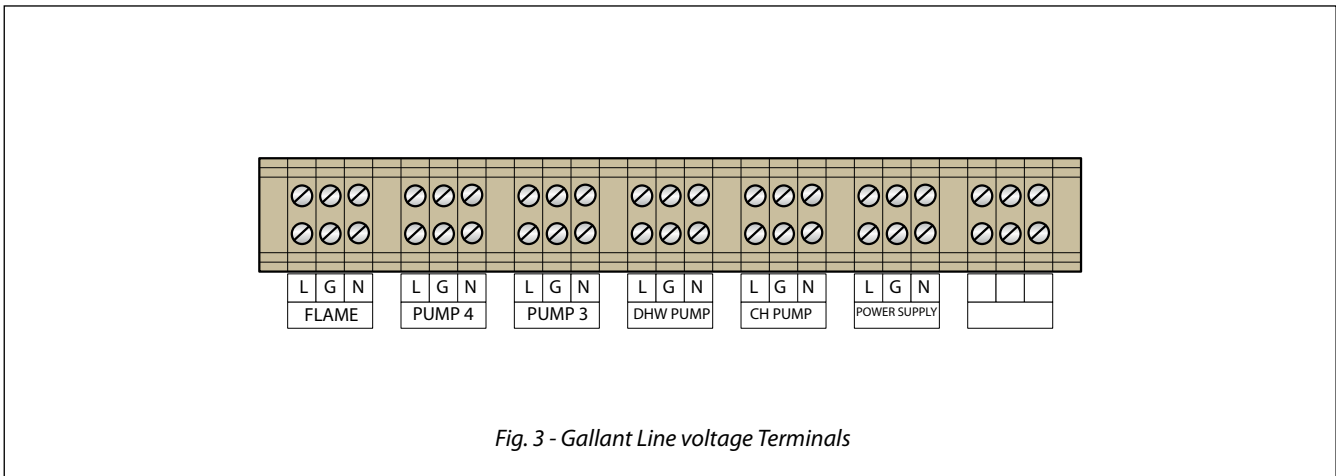 L G N L G N L G N L G N L G N L G N
FLAME PUMP 4 PUMP 3 DHW PUMP CH PUMP POWER SUPPLY
Fig. 3 - Gallant Line voltage Terminals